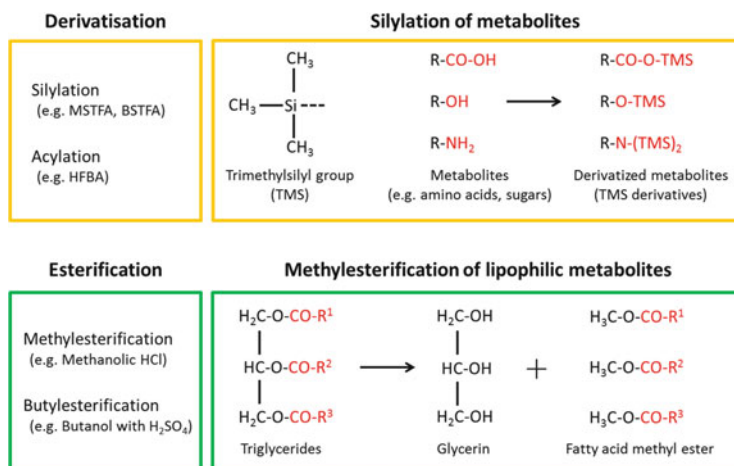 Derivatisation
Silylation of metabolites
Silylation
(e.g. MSTFA, BSTFA)
Acylation
(e.g. HFBA)
CH₃
CH₃—Si---
CH₃
Trimethylsilyl group
(TMS)
R-CO-OH
R-OH
R-NH₂
Metabolites
(e.g. amino acids, sugars)
R-CO-O-TMS
R-O-TMS
R-N-(TMS)₂
Derivatized metabolites
(TMS derivatives)
Esterification
Methylesterification of lipophilic metabolites
Methylesterification
(e.g. Methanolic HCl)
Butylesterification
(e.g. Butanol with H₂SO₄)
H₂C-O-CO-R¹
HC-O-CO-R²
H₂C-O-CO-R³
Triglycerides
H₂C-OH
HC-OH
H₂C-OH
Glycerin
+
H₃C-O-CO-R¹
H₃C-O-CO-R²
H₃C-O-CO-R³
Fatty acid methyl ester